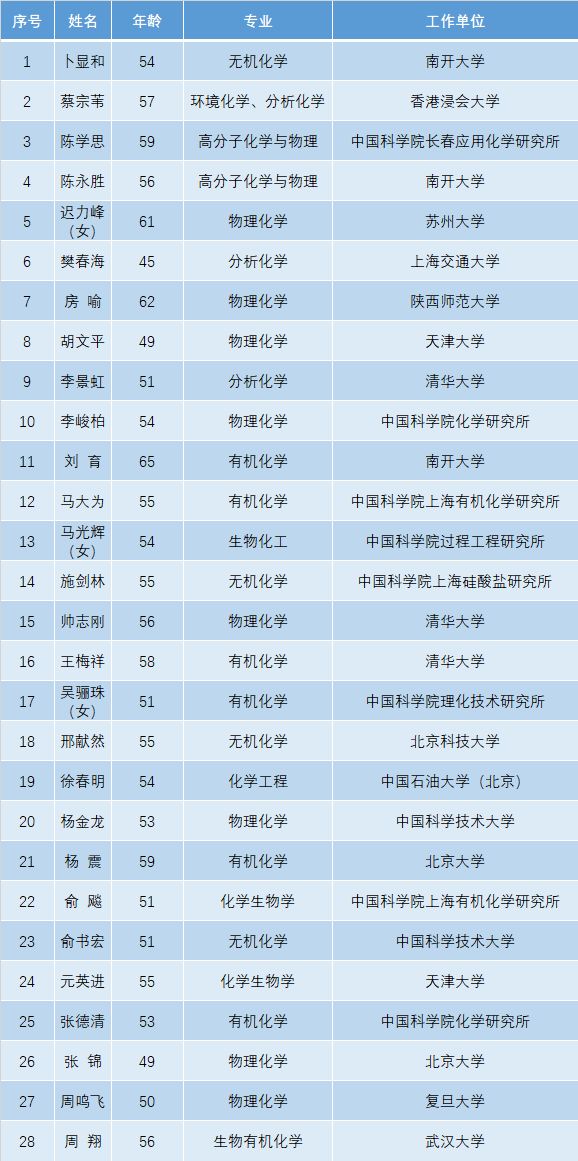 序号 姓名 年龄 专业 工作单位
1 卜显和 54 无机化学 南开大学
2 蔡宗苇 57 环境化学、分析化学 香港浸会大学
3 陈学思 59 高分子化学与物理 中国科学院长春应用化学研究所
4 陈永胜 56 高分子化学与物理 南开大学
5 迟力峰（女） 61 物理化学 苏州大学
6 樊春海 45 分析化学 上海交通大学
7 房 喻 62 物理化学 陕西师范大学
8 胡文平 49 物理化学 天津大学
9 李景虹 51 分析化学 清华大学
10 李峻柏 54 物理化学 中国科学院化学研究所
11 刘 育 65 有机化学 南开大学
12 马大为 55 有机化学 中国科学院上海有机化学研究所
13 马光辉（女） 54 生物化工 中国科学院过程工程研究所
14 施剑林 55 无机化学 中国科学院上海硅酸盐研究所
15 帅志刚 56 物理化学 清华大学
16 王梅祥 58 有机化学 清华大学
17 吴骊珠（女） 51 有机化学 中国科学院理化技术研究所
18 邢献然 55 无机化学 北京科技大学
19 徐春明 54 化学工程 中国石油大学（北京）
20 杨金龙 53 物理化学 中国科学技术大学
21 杨 震 59 有机化学 北京大学
22 俞 飚 51 化学生物学 中国科学院上海有机化学研究所
23 俞书宏 51 无机化学 中国科学技术大学
24 元英进 55 化学生物学 天津大学
25 张德清 53 有机化学 中国科学院化学研究所
26 张 锦 49 物理化学 北京大学
27 周鸣飞 50 物理化学 复旦大学
28 周 翔 56 生物有机化学 武汉大学